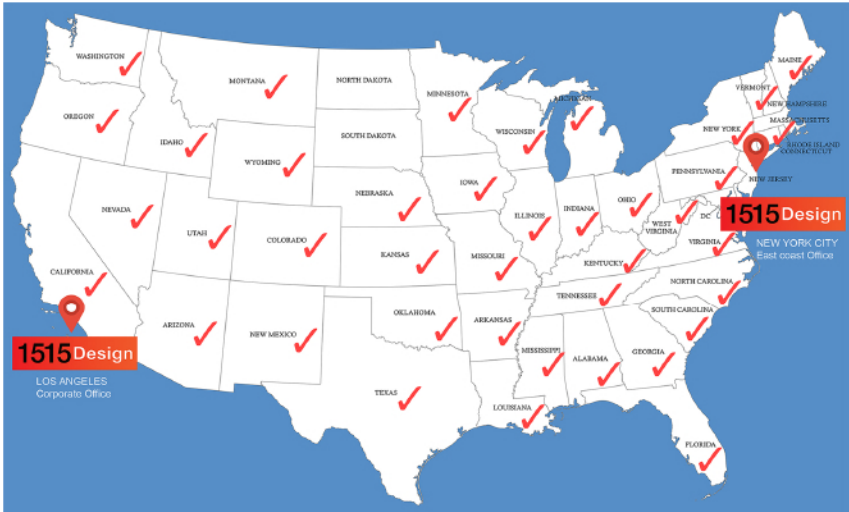 WASHINGTON
MONTANA
NORTH DAKOTA
MINNESOTA
MICHIGAN
MAINE
VERMONT
NEW HAMPSHIRE
OREGON
IDAHO
SOUTH DAKOTA
WISCONSIN
NEW YORK
MASSACHUSETTS
RHODE ISLAND
CONNECTICUT
WYOMING
NEBRASKA
IOWA
PENNSYLVANIA
NEW JERSEY
NEVADA
UTAH
COLORADO
ILLINOIS
INDIANA
OHIO
WEST
VIRGINIA
DC
1515 Design
NEW YORK CITY
East coast Office
CALIFORNIA
KANSAS
MISSOURI
KENTUCKY
VIRGINIA
1515 Design
LOS ANGELES
Corporate Office
ARIZONA
NEW MEXICO
OKLAHOMA
ARKANSAS
TENNESSEE
NORTH CAROLINA
SOUTH CAROLINA
TEXAS
LOUISIANA
MISSISSIPPI
ALABAMA
GEORGIA
FLORIDA